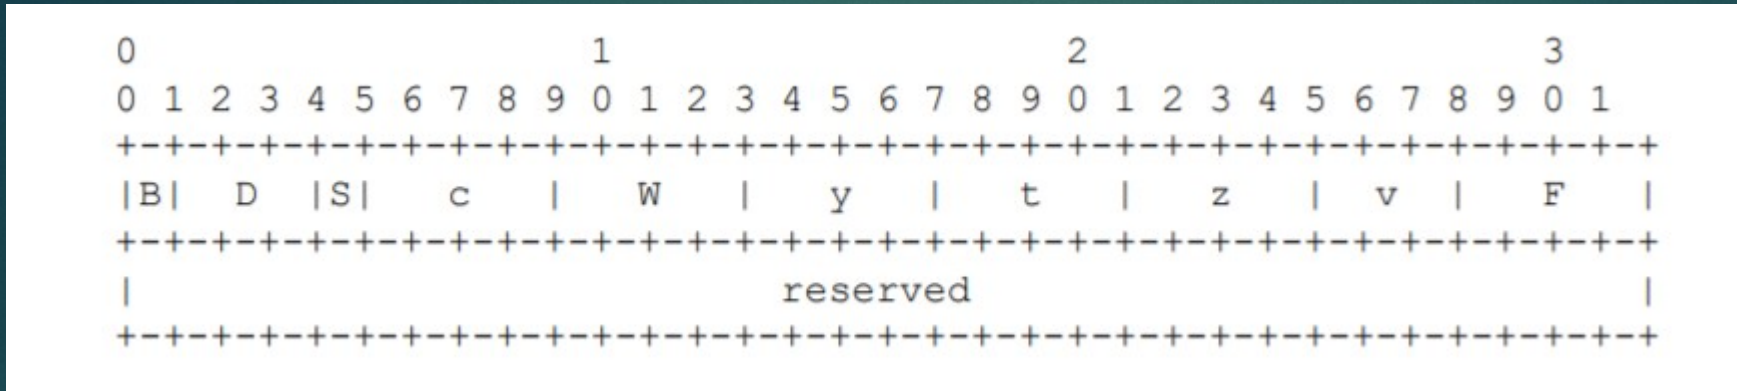 0                   1                   2                   3
0 1 2 3 4 5 6 7 8 9 0 1 2 3 4 5 6 7 8 9 0 1 2 3 4 5 6 7 8 9 0 1
+-+-+-+-+-+-+-+-+-+-+-+-+-+-+-+-+-+-+-+-+-+-+-+-+-+-+-+-+-+-+-+-+
|B|  D  |S|   c   |   W   |   y   |   t   |   z   |  v  |   F   |
+-+-+-+-+-+-+-+-+-+-+-+-+-+-+-+-+-+-+-+-+-+-+-+-+-+-+-+-+-+-+-+-+
|                           reserved                            |
+-+-+-+-+-+-+-+-+-+-+-+-+-+-+-+-+-+-+-+-+-+-+-+-+-+-+-+-+-+-+-+-+